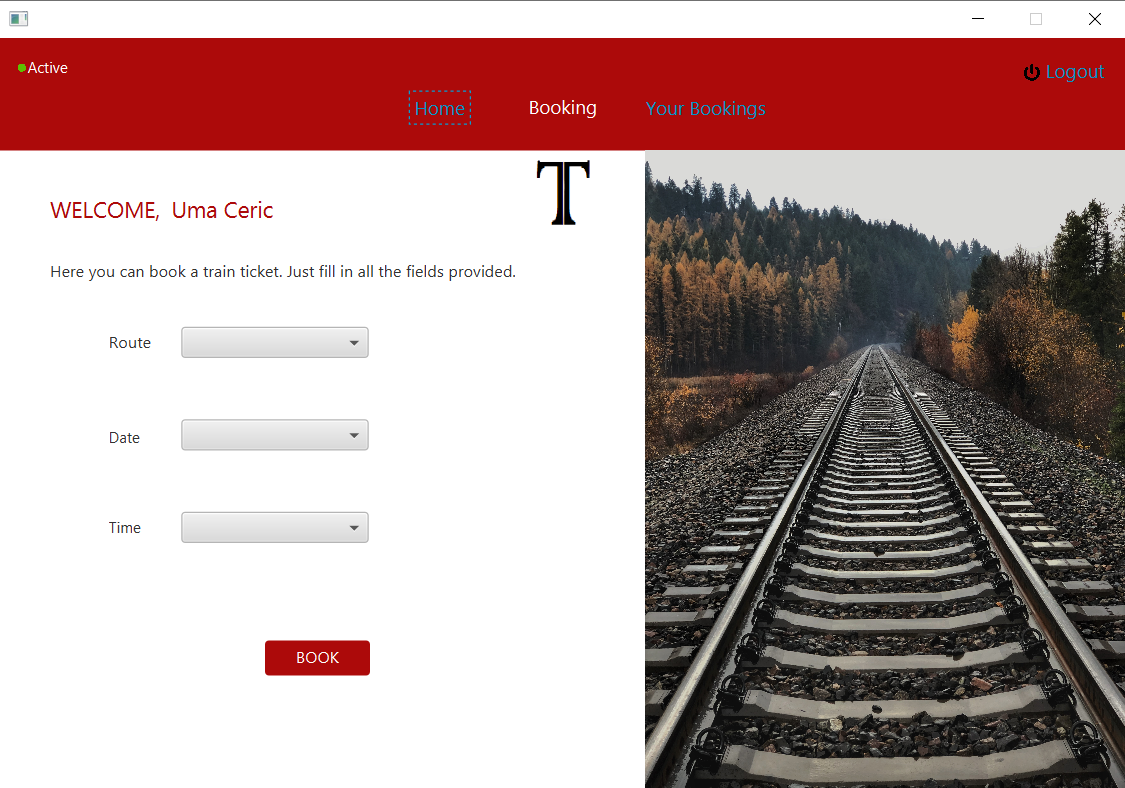 Active
Logout
Home Booking Your Bookings
T
WELCOME, Uma Ceric
Here you can book a train ticket. Just fill in all the fields provided.
Route
Date
Time
BOOK